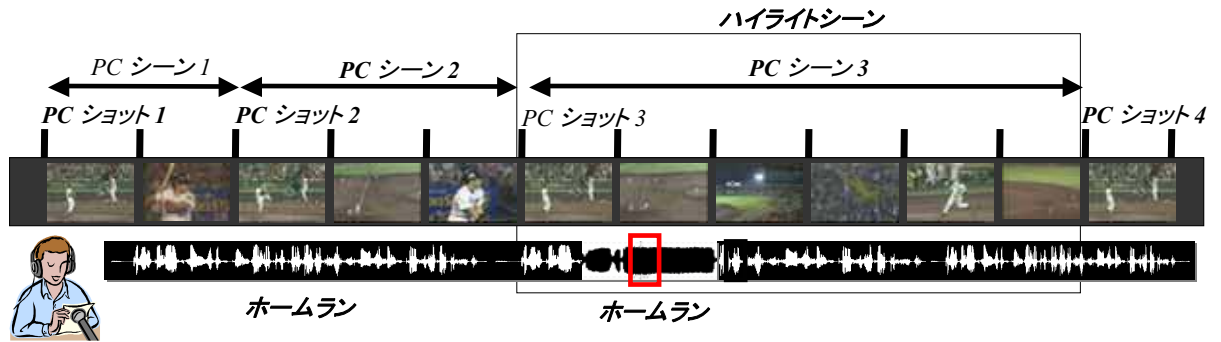 ハイライトシーン
PC シーン 1 PC シーン 2 PC シーン 3
PC ショット 1 PC ショット 2 PC ショット 3 PC ショット 4
ホームラン ホームラン